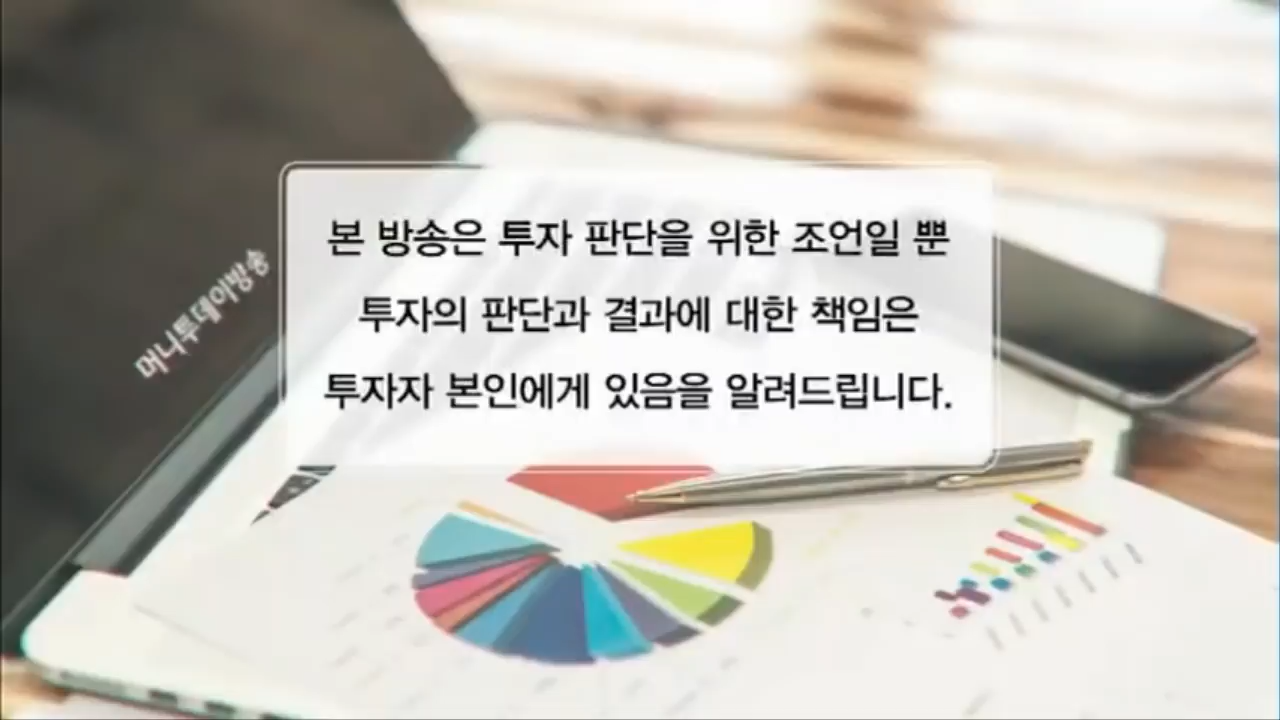 본 방송은 투자 판단을 위한 조언일 뿐
투자의 판단과 결과에 대한 책임은
투자자 본인에게 있음을 알려드립니다.
머니투데이방송